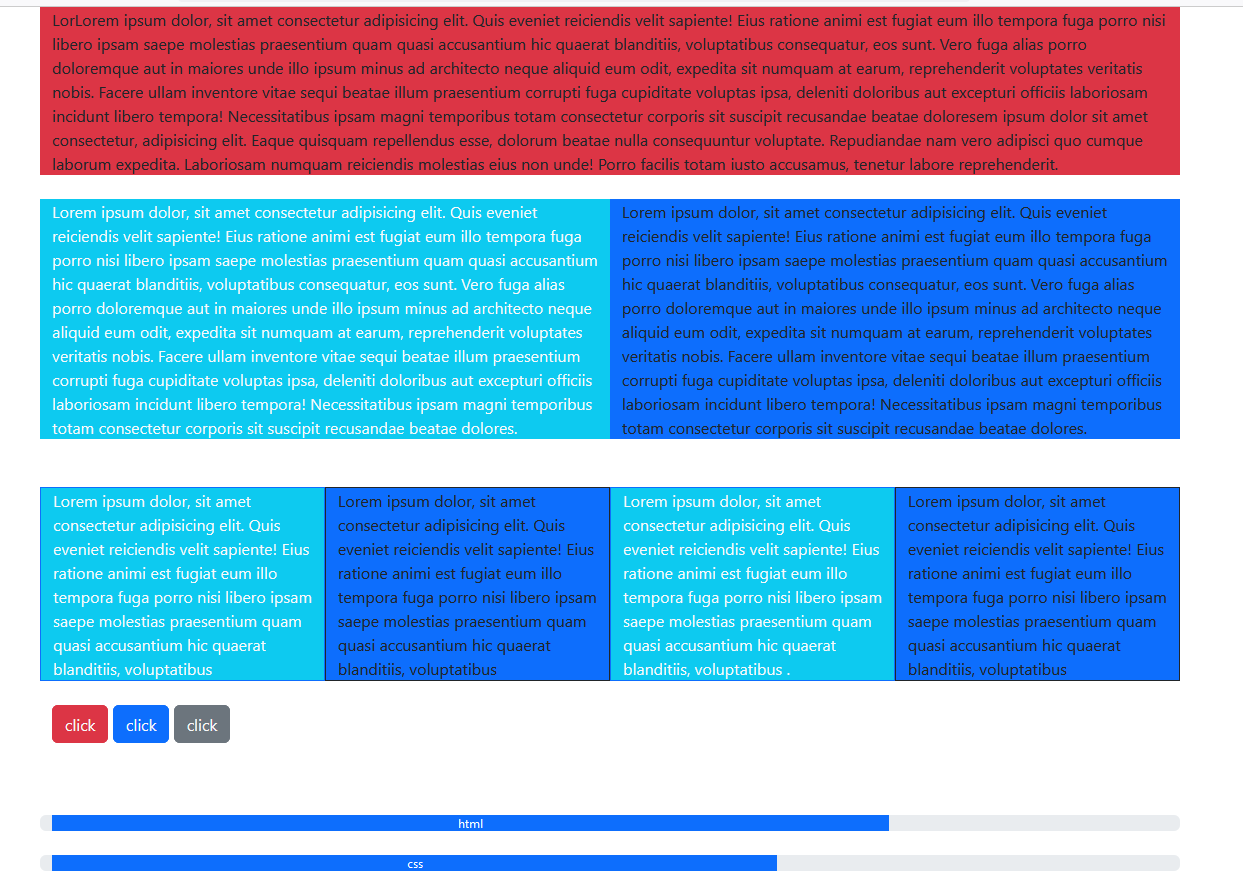 LorLorem ipsum dolor, sit amet consectetur adipisicing elit. Quis eveniet reiciendis velit sapiente! Eius ratione animi est fugiat eum illo tempora fuga porro nisi
libero ipsam saepe molestias praesentium quam quasi accusantium hic quaerat blanditiis, voluptatibus consequatur, eos sunt. Vero fuga alias porro
doloremque aut in maiores unde illo ipsum minus ad architecto neque aliquid eum odit, expedita sit numquam at earum, reprehenderit voluptates veritatis
nobis. Facere ullam inventore vitae sequi beatae illum praesentium corrupti fuga cupiditate voluptas ipsa, deleniti doloribus aut excepturi officiis laboriosam
incidunt libero tempora! Necessitatibus ipsam magni temporibus totam consectetur corporis sit suscipit recusandae beatae doloresem ipsum dolor sit amet
consectetur, adipisicing elit. Eaque quisquam repellendus esse, dolorum beatae nulla consequuntur voluptate. Repudiandae nam vero adipisci quo cumque
laborum expedita. Laboriosam numquam reiciendis molestias eius non unde! Porro facilis totam iusto accusamus, tenetur labore reprehenderit.
Lorem ipsum dolor, sit amet consectetur adipisicing elit. Quis eveniet
reiciendis velit sapiente! Eius ratione animi est fugiat eum illo tempora fuga
porro nisi libero ipsam saepe molestias praesentium quam quasi accusantium
hic quaerat blanditiis, voluptatibus consequatur, eos sunt. Vero fuga alias
porro doloremque aut in maiores unde illo ipsum minus ad architecto neque
aliquid eum odit, expedita sit numquam at earum, reprehenderit voluptates
veritatis nobis. Facere ullam inventore vitae sequi beatae illum praesentium
corrupti fuga cupiditate voluptas ipsa, deleniti doloribus aut excepturi officiis
laboriosam incidunt libero tempora! Necessitatibus ipsam magni temporibus
totam consectetur corporis sit suscipit recusandae beatae dolores.
Lorem ipsum dolor, sit amet consectetur adipisicing elit. Quis eveniet
reiciendis velit sapiente! Eius ratione animi est fugiat eum illo tempora fuga
porro nisi libero ipsam saepe molestias praesentium quam quasi accusantium
hic quaerat blanditiis, voluptatibus consequatur, eos sunt. Vero fuga alias
porro doloremque aut in maiores unde illo ipsum minus ad architecto neque
aliquid eum odit, expedita sit numquam at earum, reprehenderit voluptates
veritatis nobis. Facere ullam inventore vitae sequi beatae illum praesentium
corrupti fuga cupiditate voluptas ipsa, deleniti doloribus aut excepturi officiis
laboriosam incidunt libero tempora! Necessitatibus ipsam magni temporibus
totam consectetur corporis sit suscipit recusandae beatae dolores.
Lorem ipsum dolor, sit amet
consectetur adipisicing elit. Quis
eveniet reiciendis velit sapiente! Eius
ratione animi est fugiat eum illo
tempora fuga porro nisi libero ipsam
saepe molestias praesentium quam
quasi accusantium hic quaerat
blanditiis, voluptatibus
Lorem ipsum dolor, sit amet
consectetur adipisicing elit. Quis
eveniet reiciendis velit sapiente! Eius
ratione animi est fugiat eum illo
tempora fuga porro nisi libero ipsam
saepe molestias praesentium quam
quasi accusantium hic quaerat
blanditiis, voluptatibus
Lorem ipsum dolor, sit amet
consectetur adipisicing elit. Quis
eveniet reiciendis velit sapiente! Eius
ratione animi est fugiat eum illo
tempora fuga porro nisi libero ipsam
saepe molestias praesentium quam
quasi accusantium hic quaerat
blanditiis, voluptatibus .
Lorem ipsum dolor, sit amet
consectetur adipisicing elit. Quis
eveniet reiciendis velit sapiente! Eius
ratione animi est fugiat eum illo
tempora fuga porro nisi libero ipsam
saepe molestias praesentium quam
quasi accusantium hic quaerat
blanditiis, voluptatibus
click click click
html
css